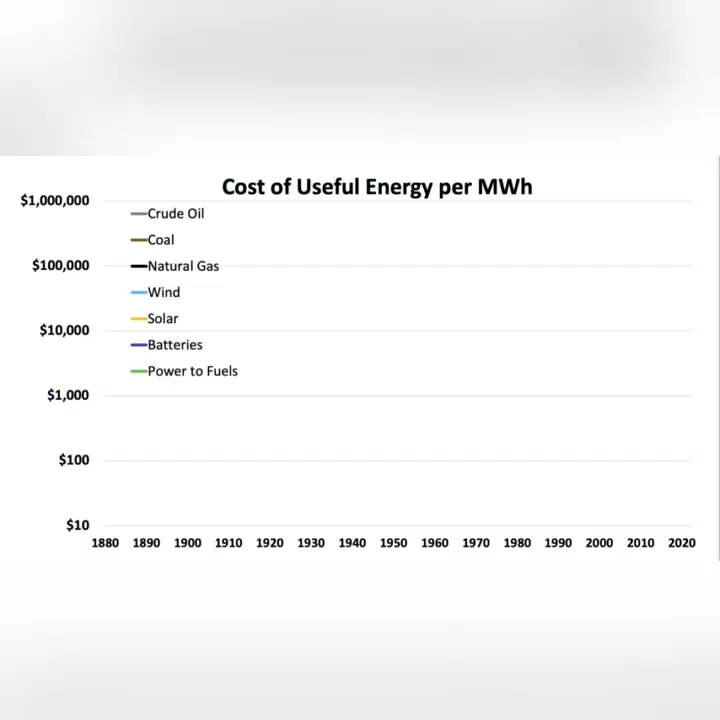 Cost of Useful Energy per MWh
$1,000,000
Crude Oil
Coal
$100,000
Natural Gas
Wind
Solar
$10,000
Batteries
Power to Fuels
$1,000
$100
$10
1880 1890 1900 1910 1920 1930 1940 1950 1960 1970 1980 1990 2000 2010 2020